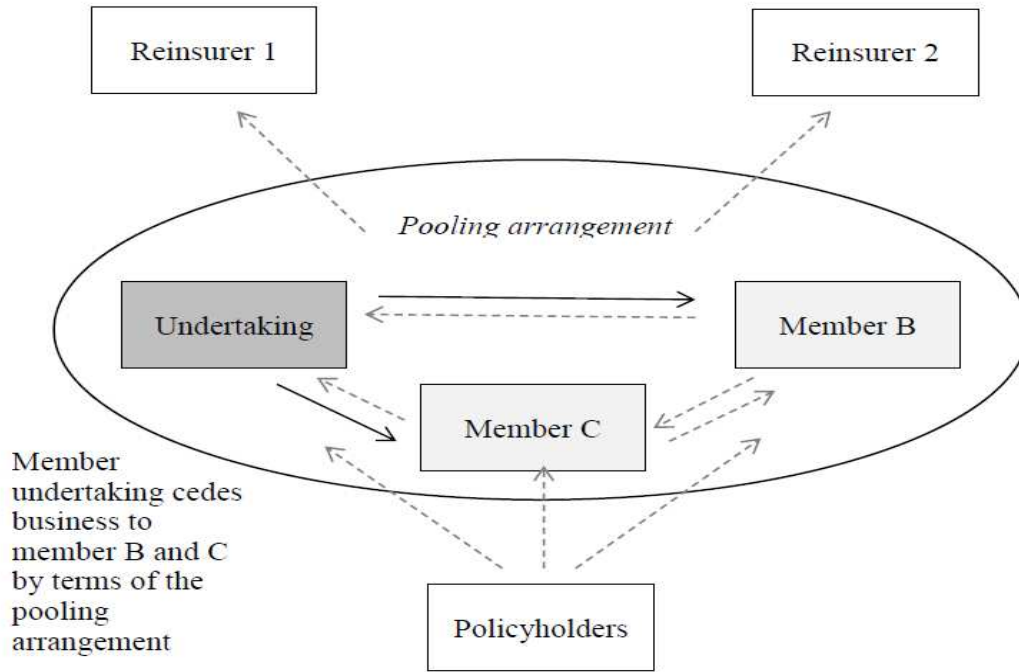 Reinsurer 1
Reinsurer 2
Pooling arrangement
Undertaking
Member B
Member C
Member
undertaking cedes
business to
member B and C
by terms of the
pooling
arrangement
Policyholders